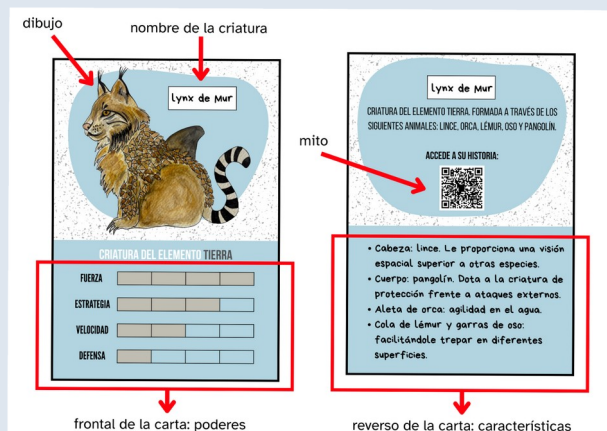 dibujo
nombre de la criatura
lynx de Mur
CRIATURA DEL ELEMENTO TIERRA
FUERZA
ESTRATEGIA
VELOCIDAD
DEFENSA
frontal de la carta: poderes
lynx de Mur
CRIATURA DEL ELEMENTO TIERRA. FORMADA A TRAVÉS DE LOS
SIGUIENTES ANIMALES: LINCE, ORCA, LÉMUR, OSO Y PANGOLÍN.
mito
ACCEDE A SU HISTORIA:
• Cabeza: lince. Le proporciona una visión
espacial superior a otras especies.
• Cuerpo: pangolín. Dota a la criatura de
protección frente a ataques externos.
• Aleta de orca: agilidad en el agua.
• Cola de lémur y garras de oso:
facilitándole trepar en diferentes
superficies.
reverso de la carta: características